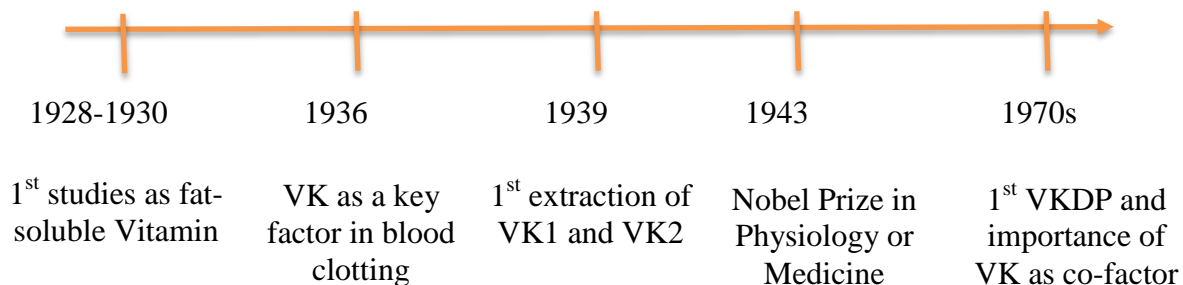 1928-1930
1936
1939
1943
1970s
1st studies as fat-
soluble Vitamin
VK as a key
factor in blood
clotting
1st extraction of
VK1 and VK2
Nobel Prize in
Physiology or
Medicine
1st VKDP and
importance of
VK as co-factor